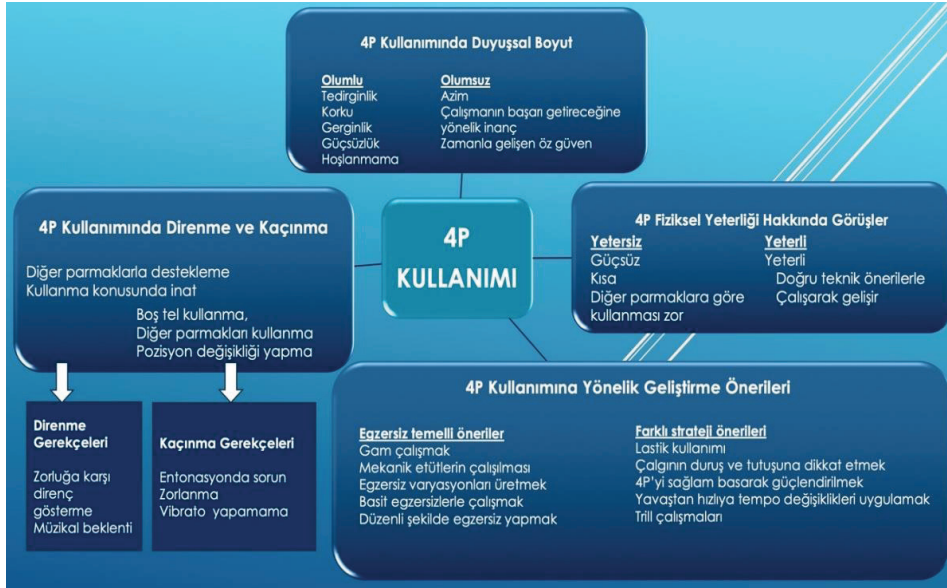 4P Kullanımında Duyuşsal Boyut
Olumlu
Tedirginlik
Korku
Gerginlik
Güçsüzlük
Hoşlanmama
Olumsuz
Azim
Çalışmanın başarı getireceğine
yönelik inanç
Zamanla gelişen öz güven
4P Kullanımında Direnme ve Kaçınma
Diğer parmaklarla destekleme
Kullanma konusunda inat
Boş tel kullanma,
Diğer parmakları kullanma
Pozisyon değişikliği yapma
4P
KULLANIMI
4P Fiziksel Yeterliği Hakkında Görüşler
Yetersiz
Güçsüz
Kısa
Diğer parmaklara göre
kullanması zor
Yeterli
Yeterli
Doğru teknik önerilerle
Çalışarak gelişir
Direnme
Gerekçeleri
Zorluğa karşı
direnç
gösterme
Müzikal beklenti
Kaçınma Gerekçeleri
Entonasyonda sorun
Zorlanma
Vibrato yapamama
4P Kullanımına Yönelik Geliştirme Önerileri
Egzersiz temelli öneriler
Gam çalışmak
Mekanik etütlerin çalışılması
Egzersiz varyasyonları üretmek
Basit egzersizlerle çalışmak
Düzenli şekilde egzersiz yapmak
Farklı strateji önerileri
Lastik kullanımı
Çalgının duruş ve tutuşuna dikkat etmek
4P'yi sağlam basarak güçlendirilmek
Yavaştan hızlıya tempo değişiklikleri uygulamak
Trill çalışmaları